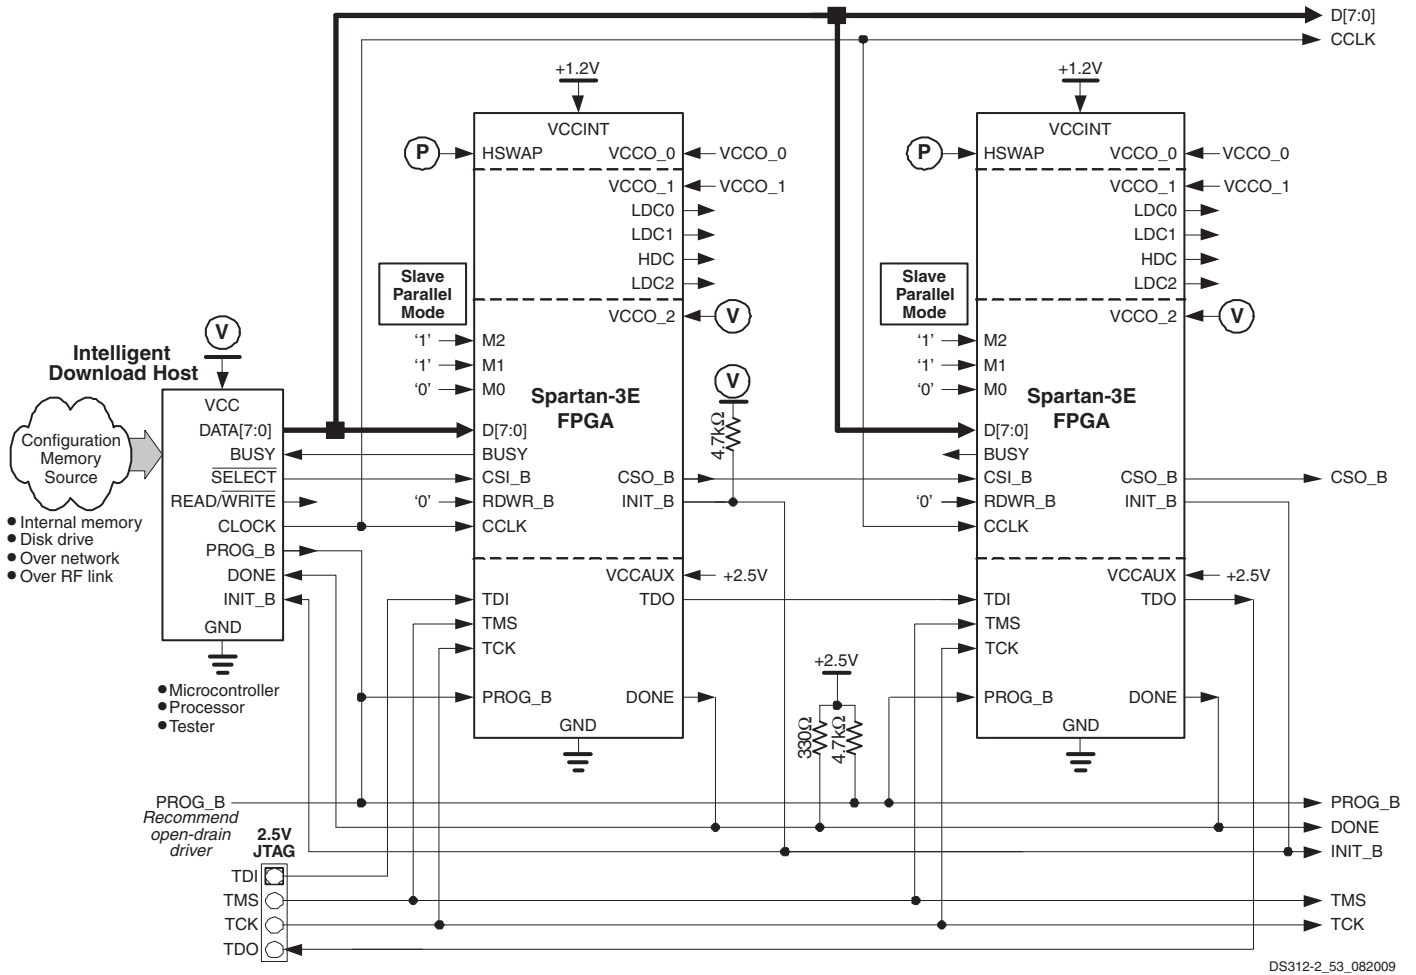 D[7:0]
CCLK
+1.2V
+1.2V
VCCINT
VCCINT
P
HSWAP
VCCO_0
VCCO_0
P
HSWAP
VCCO_0
VCCO_0
VCCO_1
VCCO_1
VCCO_1
VCCO_1
LDC0
LDC0
LDC1
LDC1
HDC
HDC
LDC2
LDC2
Slave
Parallel
Mode
Slave
Parallel
Mode
VCCO_2
V
VCCO_2
V
V
'1'
M2
'1'
M2
Intelligent
Download Host
'1'
M1
'1'
M1
V
'0'
M0
'0'
M0
Spartan-3E
FPGA
Spartan-3E
FPGA
4.7kΩ
VCC
DATA[7:0]
D[7:0]
D[7:0]
Configuration
Memory
Source
BUSY
BUSY
BUSY
SELECT
CSI_B
CSO_B
CSI_B
CSO_B
CSO_B
READ/WRITE
'0'
RDWR_B
INIT_B
'0'
RDWR_B
INIT_B
CLOCK
CCLK
CCLK
Internal memory
Disk drive
Over network
Over RF link
PROG_B
DONE
INIT_B
GND
VCCAUX
+2.5V
VCCAUX
+2.5V
TDI
TDO
TDI
TDO
TMS
TMS
TCK
TCK
Microcontroller
Processor
Tester
+2.5V
PROG_B
DONE
PROG_B
DONE
330Ω
4.7kΩ
GND
GND
PROG_B
Recommend
open-drain
driver
PROG_B
DONE
INIT_B
2.5V
JTAG
TDI
TMS
TMS
TCK
TCK
TDO
DS312-2_53_082009